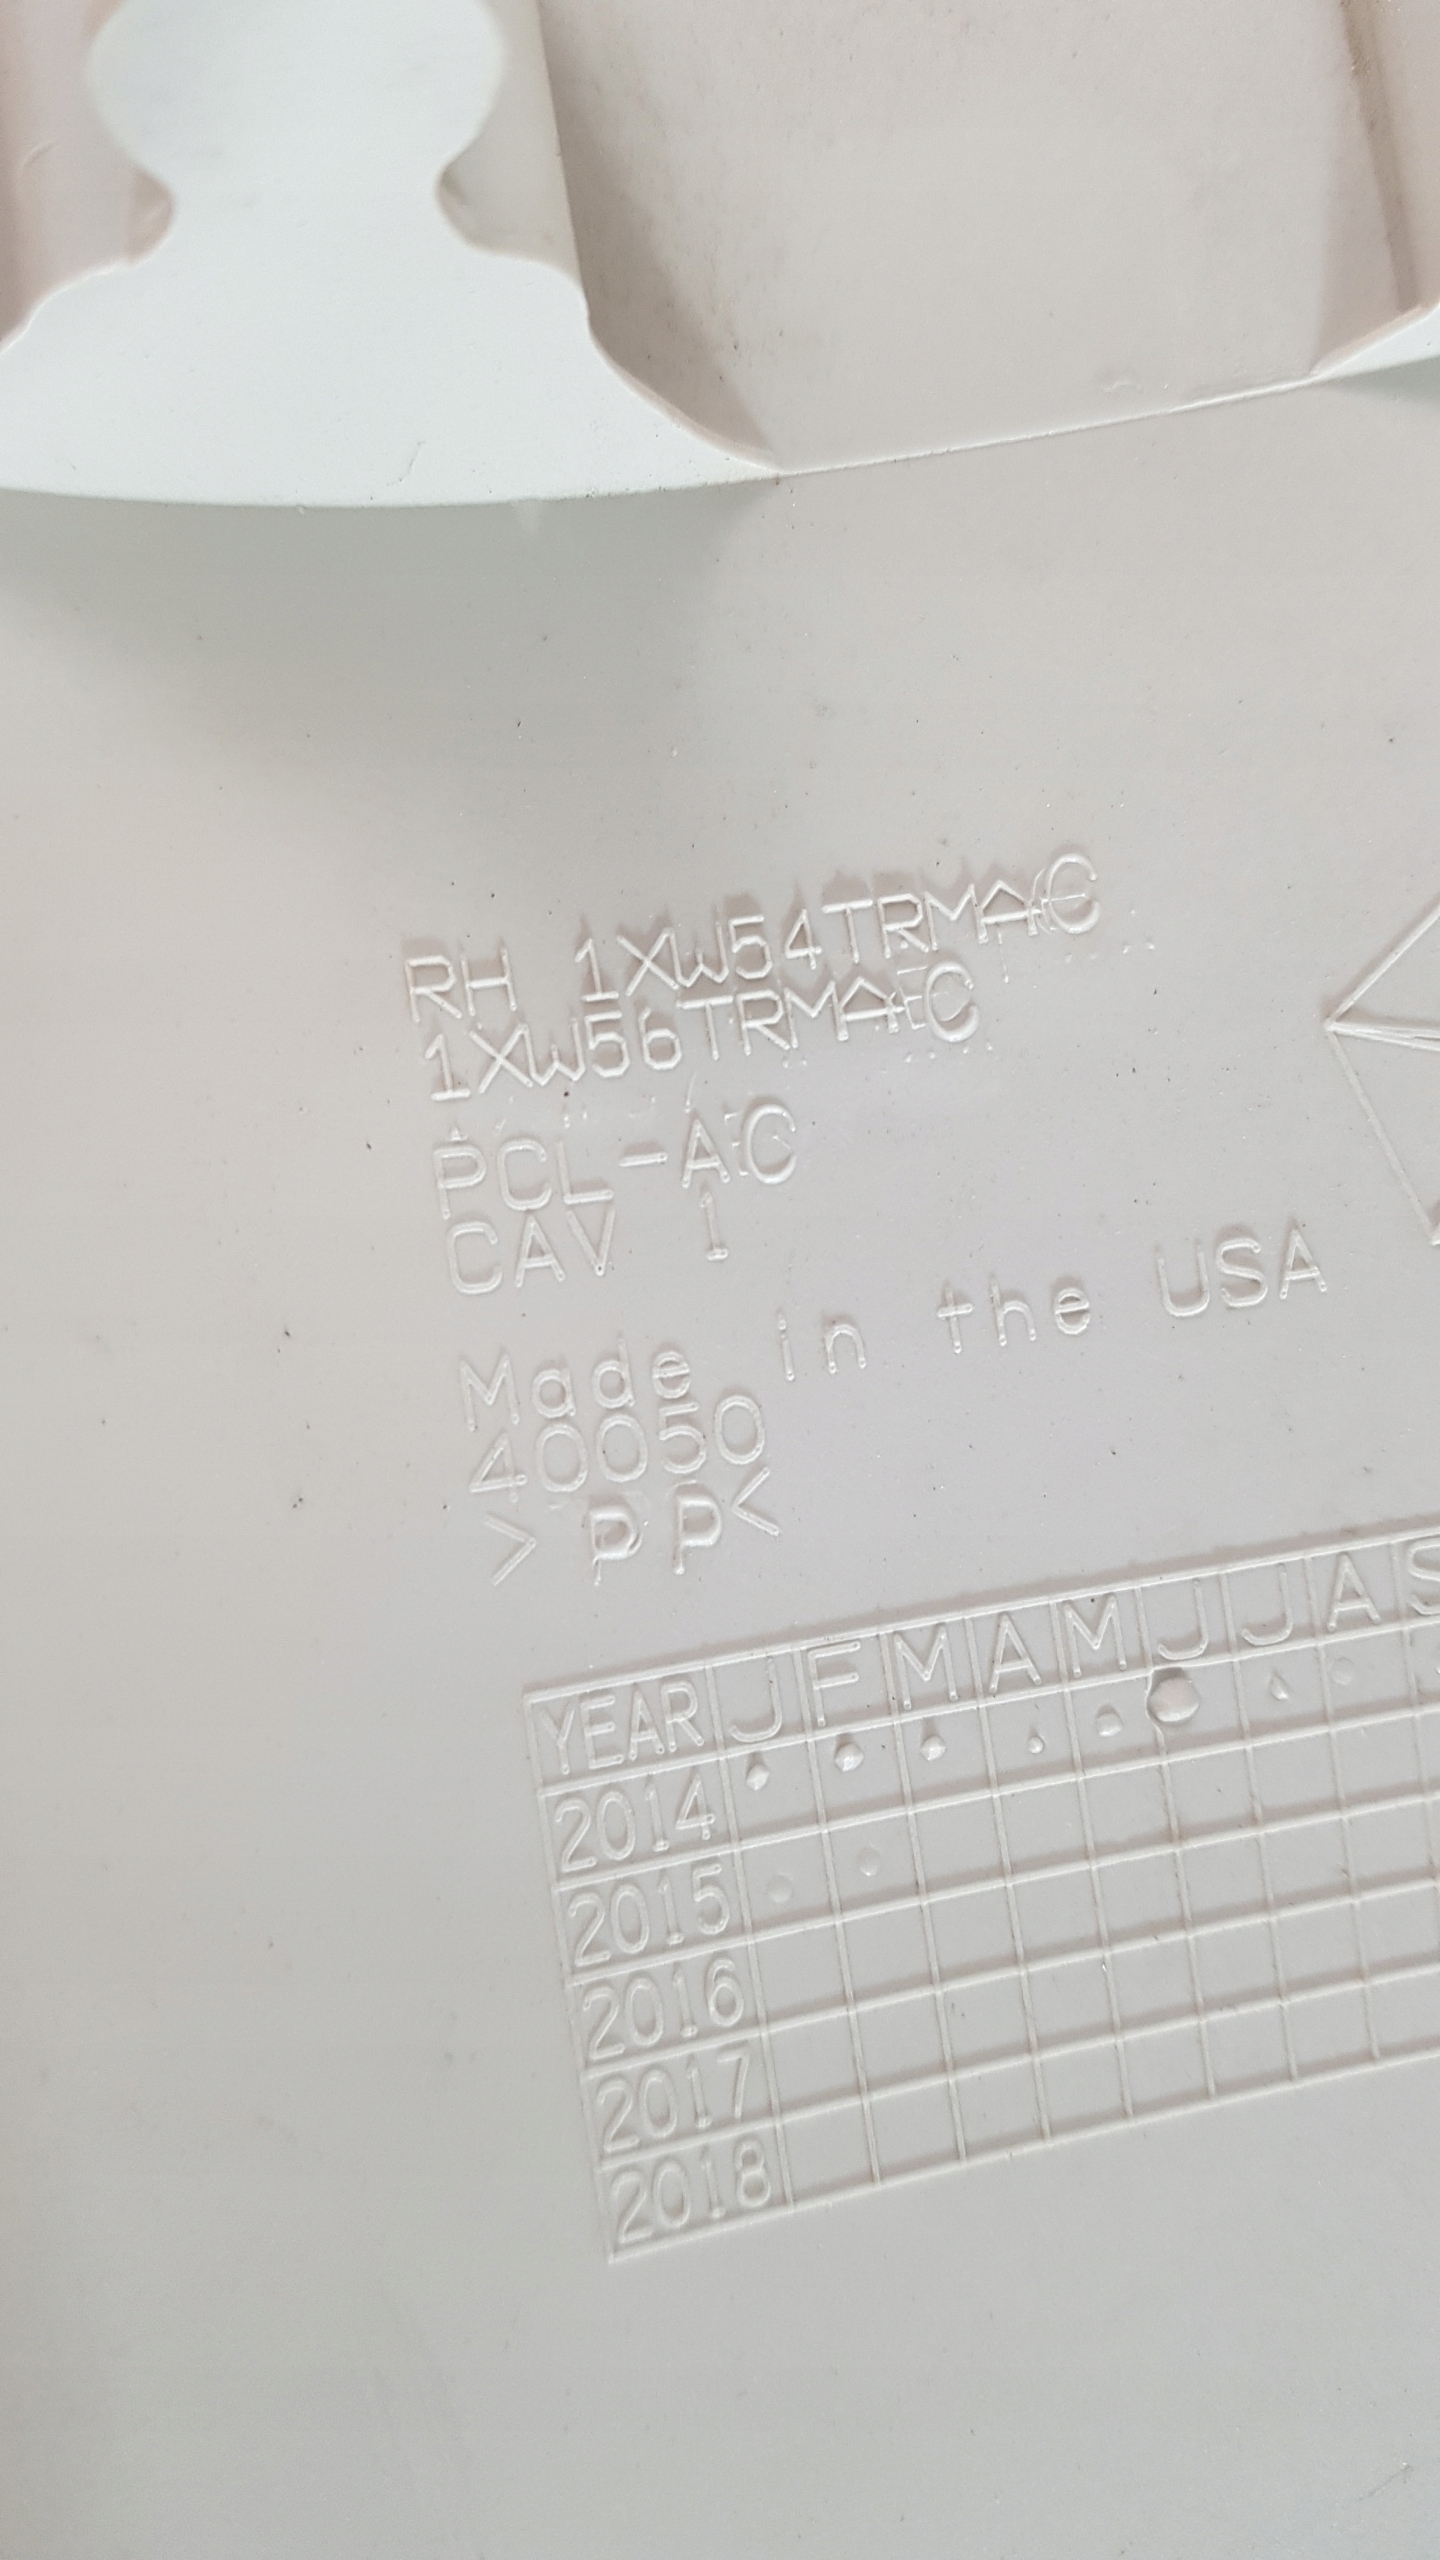 RH 1XW54TRMAC
1XW56TRMAC
PCL-AC
CAV 1
Made in the USA
40050
>PP<
YEAR J F M A M J J A S
2014
2015
2016
2017
2018